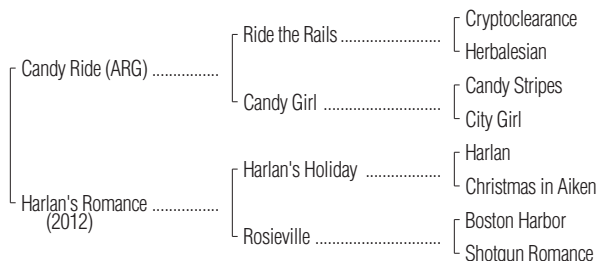 Cryptoclearance
Ride the Rails
Herbalesian
Candy Ride (ARG)
Candy Stripes
Candy Girl
City Girl
Harlan
Harlan's Holiday
Christmas in Aiken
Harlan's Romance
(2012)
Boston Harbor
Rosieville
Shotgun Romance